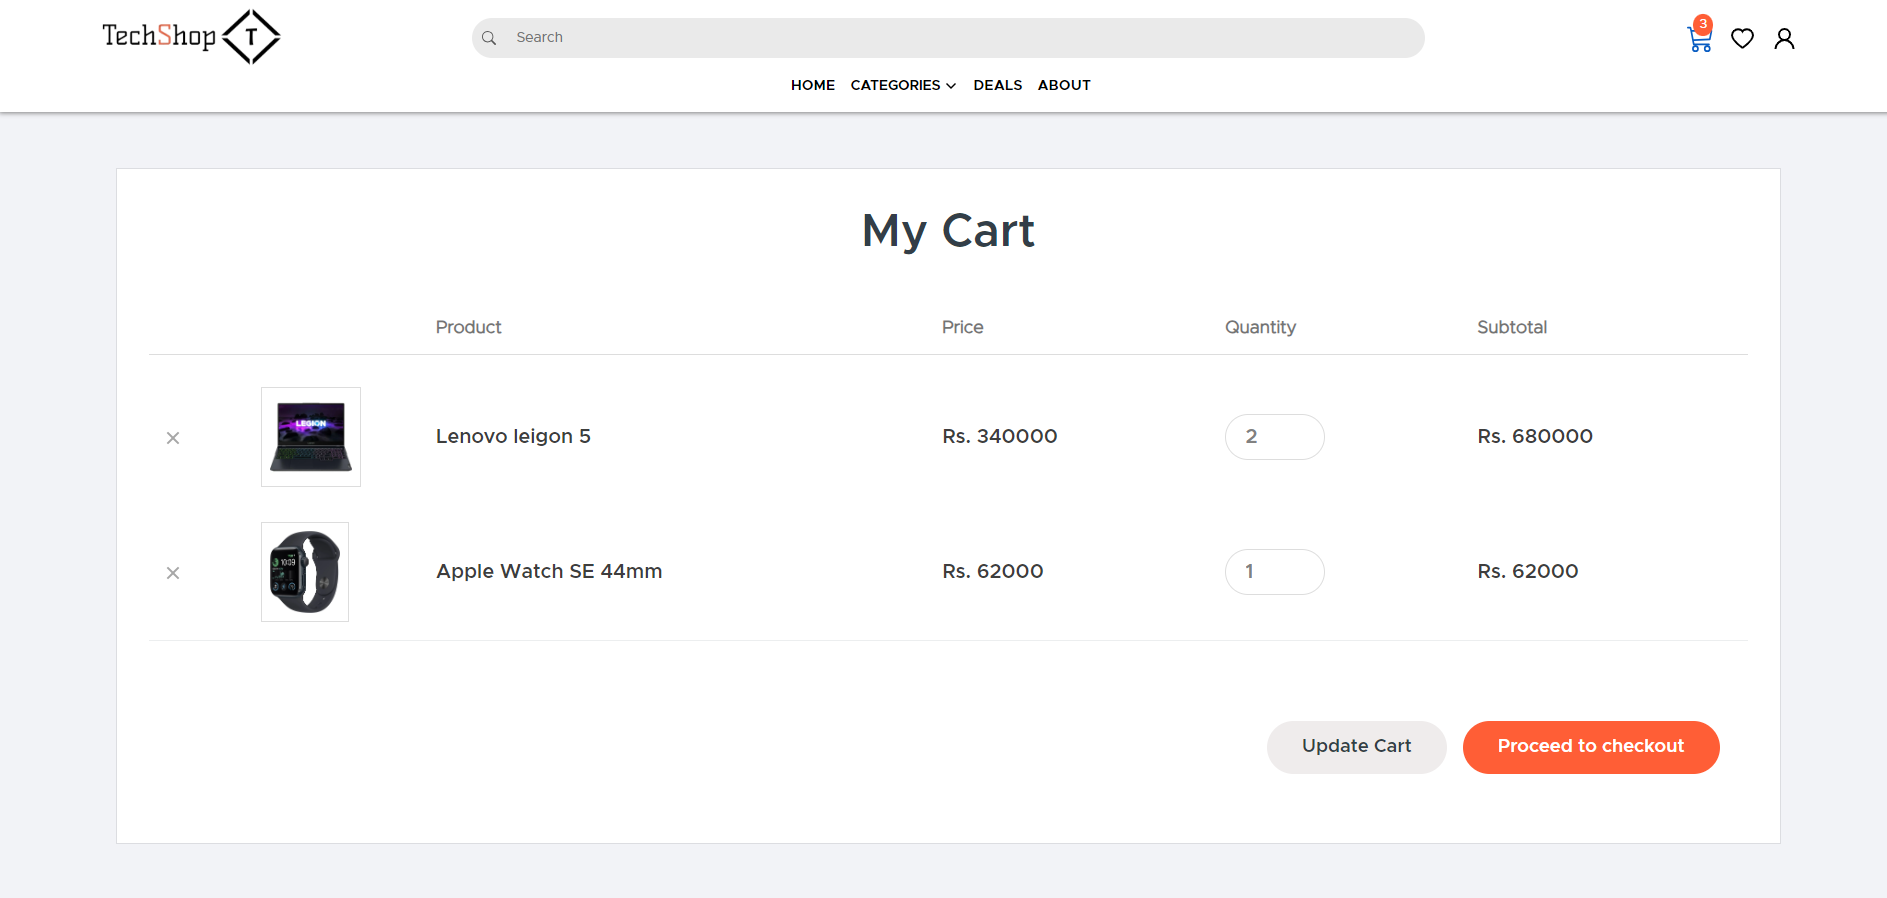 TechShop T
Search
3
HOME CATEGORIES DEALS ABOUT
My Cart
Product Price Quantity Subtotal
LEGION
Lenovo leigon 5 Rs. 340000 2 Rs. 680000
10:09
Apple Watch SE 44mm Rs. 62000 1 Rs. 62000
Update Cart Proceed to checkout